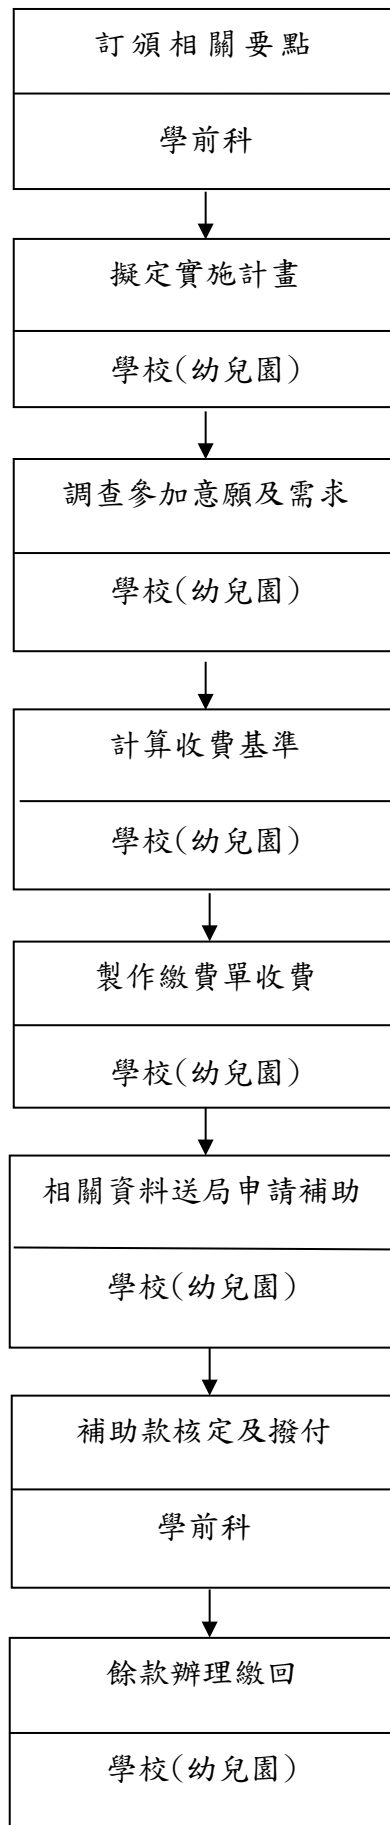 訂頒相關要點
學前科
擬定實施計畫
學校(幼兒園)
調查參加意願及需求
學校(幼兒園)
計算收費基準
學校(幼兒園)
製作繳費單收費
學校(幼兒園)
相關資料送局申請補助
學校(幼兒園)
補助款核定及撥付
學前科
餘款辦理繳回
學校(幼兒園)